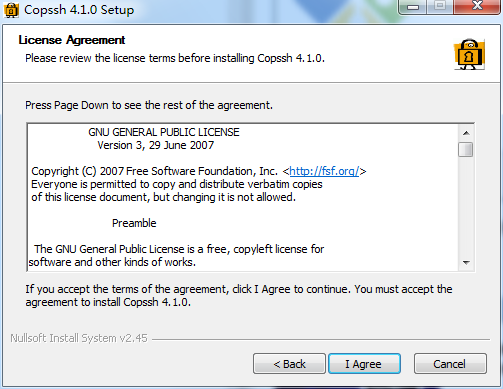 Copssh 4.1.0 Setup
License Agreement
Please review the license terms before installing Copssh 4.1.0.
Press Page Down to see the rest of the agreement.
GNU GENERAL PUBLIC LICENSE
Version 3, 29 June 2007
Copyright (C) 2007 Free Software Foundation, Inc. <http://fsf.org/>
Everyone is permitted to copy and distribute verbatim copies
of this license document, but changing it is not allowed.
Preamble
The GNU General Public License is a free, copyleft license for
software and other kinds of works.
If you accept the terms of the agreement, click I Agree to continue. You must accept the
agreement to install Copssh 4.1.0.
Nullsoft Install System v2.45
< Back
I Agree
Cancel